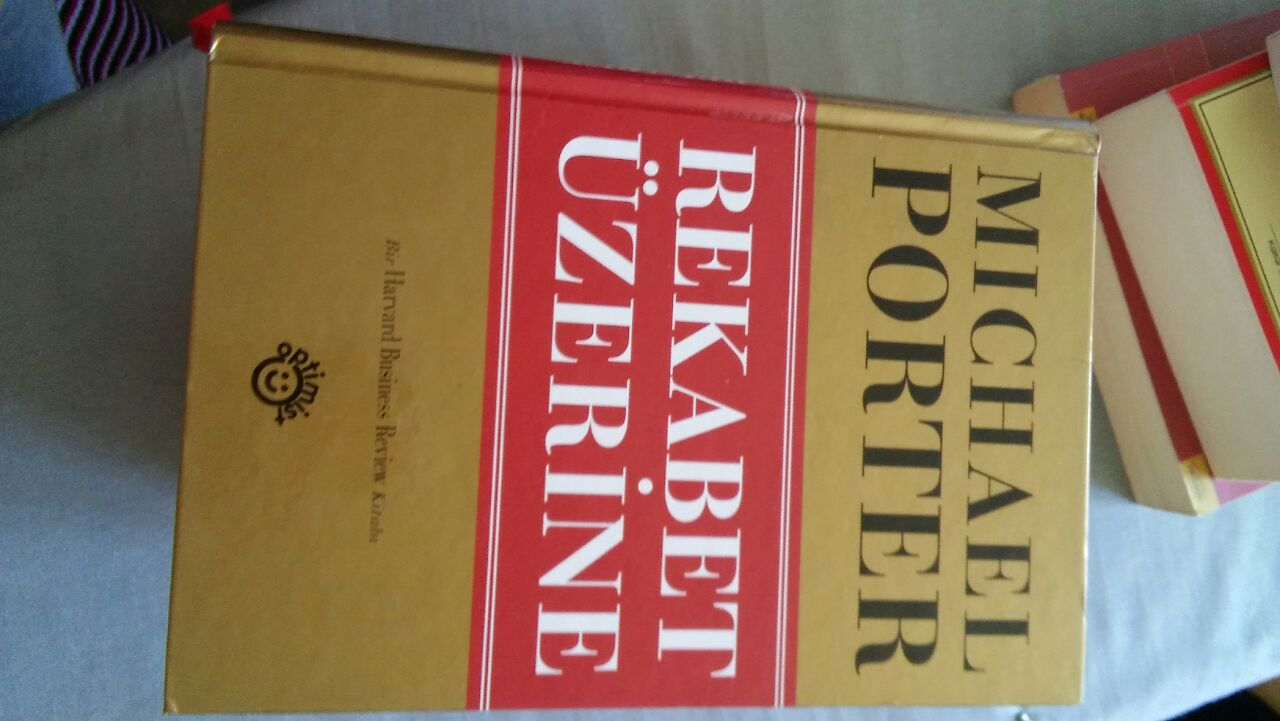 MICHAEL
PORTER
REKABET
ÜZERİNE
Bir Harvard Business Review Kitabı
optimist